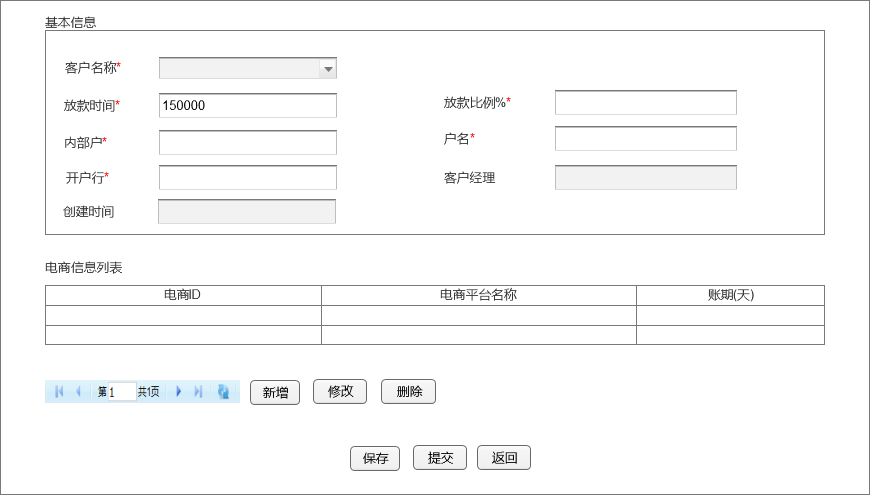 基本信息
客户名称*
放款时间* 150000 放款比例%*
内部户* 户名*
开户行* 客户经理
创建时间
电商信息列表
电商ID 电商平台名称 账期(天)
第1 共1页 新增 修改 删除
保存 提交 返回